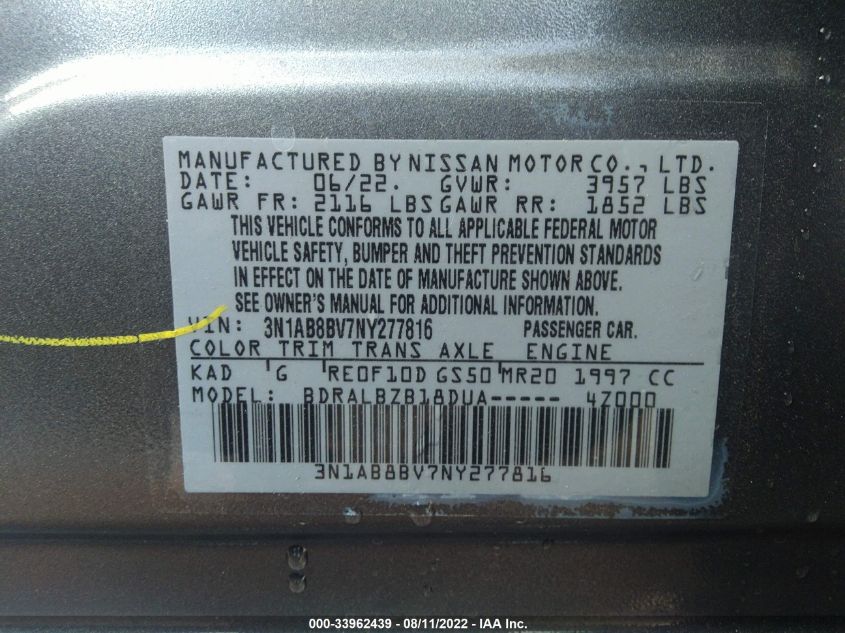 MANUFACTURED BY NISSAN MOTOR CO., LTD.
DATE: 06/22. GVWR: 3957 LBS
GAWR FR: 2116 LBS GAWR RR: 1852 LBS
THIS VEHICLE CONFORMS TO ALL APPLICABLE FEDERAL MOTOR
VEHICLE SAFETY, BUMPER AND THEFT PREVENTION STANDARDS
IN EFFECT ON THE DATE OF MANUFACTURE SHOWN ABOVE.
SEE OWNER'S MANUAL FOR ADDITIONAL INFORMATION.
VIN: 3N1AB8BV7NY277816 PASSENGER CAR.
COLOR TRIM TRANS AXLE ENGINE
KAD G RE0F10D GS50 MR20 1997 CC
MODEL: BDRALBZB18DUA----- 4Z000
3N1AB8BV7NY277816
000-33962439 - 08/11/2022 - IAA Inc.